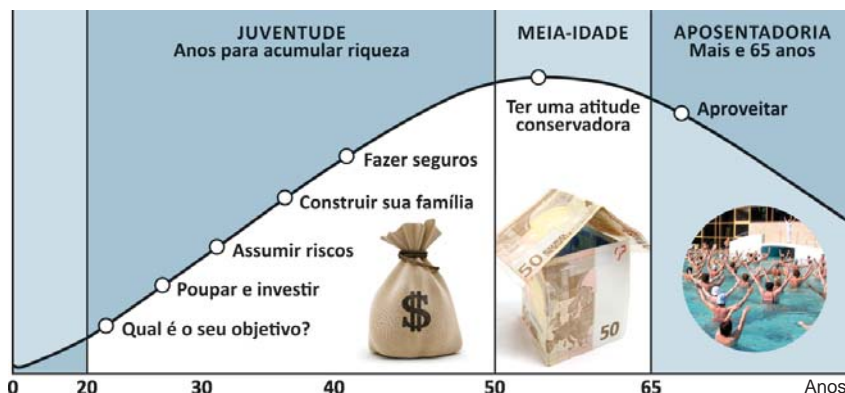 JUVENTUDE
Anos para acumular riqueza
MEIA-IDADE
APOSENTADORIA
Mais e 65 anos
Ter uma atitude
conservadora
Aproveitar
Fazer seguros
Construir sua família
Assumir riscos
Poupar e investir
Qual é o seu objetivo?
$
50
50
0 20 30 40 50 65 Anos